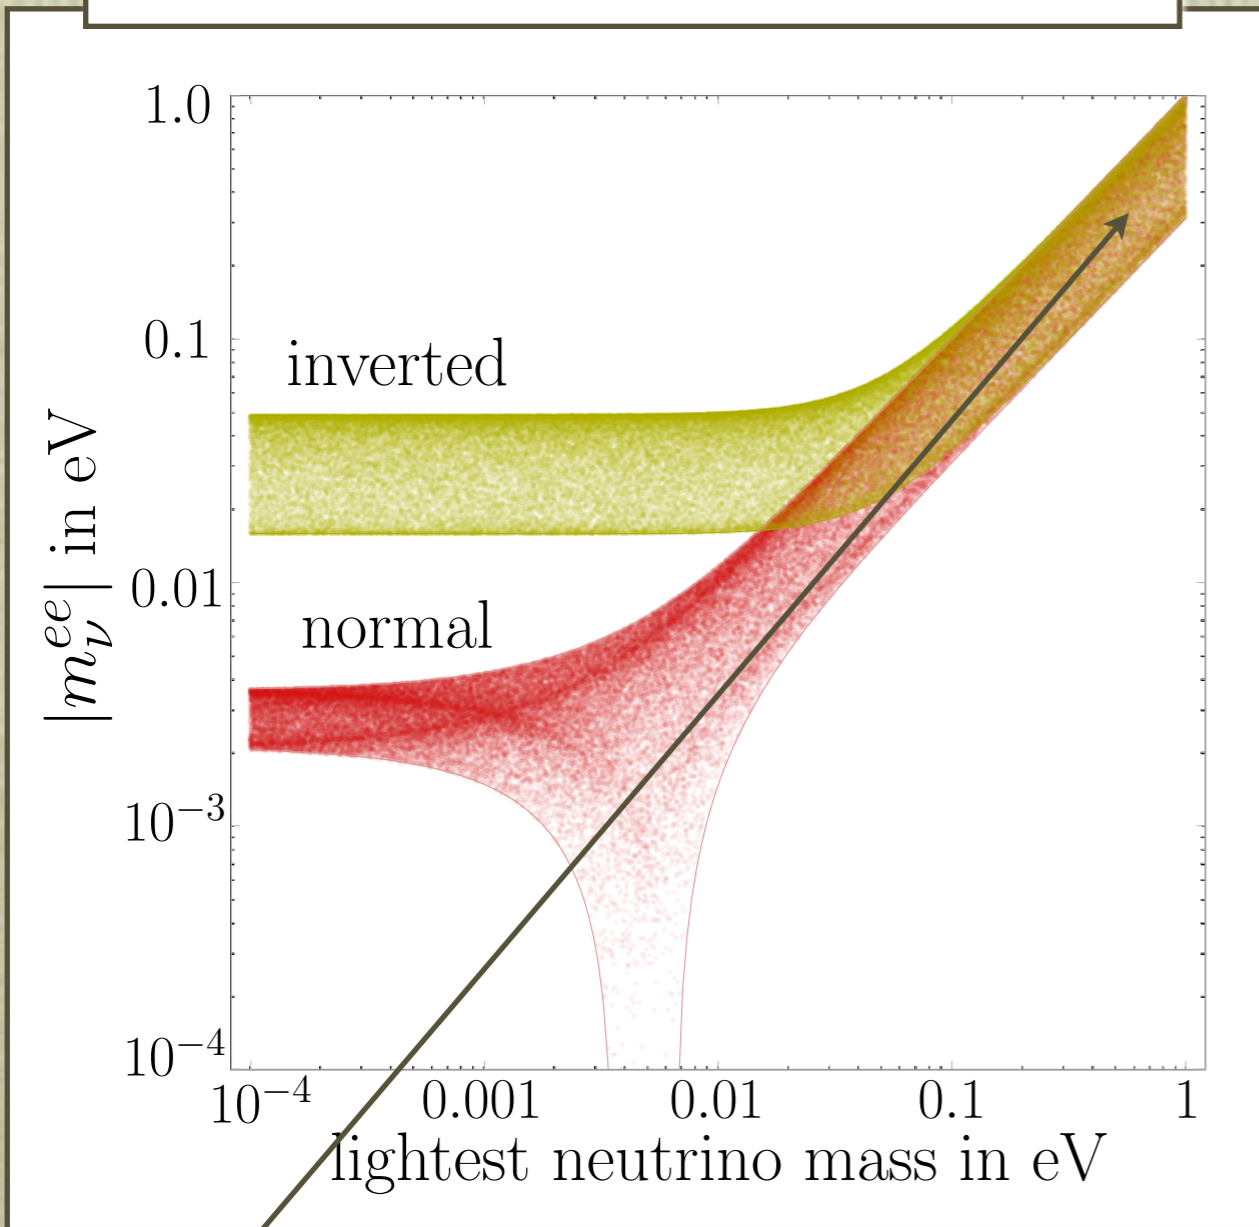 1.0
0.1
0.01
10⁻³
10⁻⁴
|m_ν^{ee}| in eV
inverted
normal
10⁻⁴ 0.001 0.01 0.1 1
lightest neutrino mass in eV